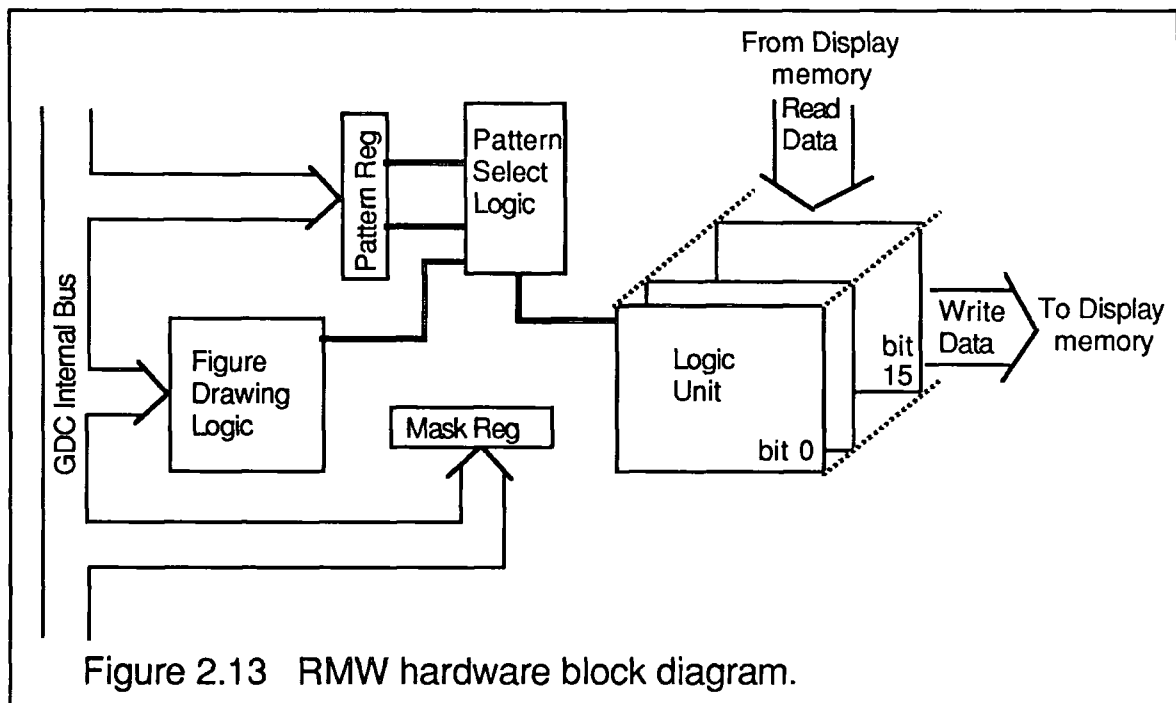 From Display
memory
Read
Data
Pattern Reg
Pattern
Select
Logic
GDC Internal Bus
Figure
Drawing
Logic
Mask Reg
Logic
Unit
bit 0
bit
15
Write
Data
To Display
memory
Figure 2.13 RMW hardware block diagram.